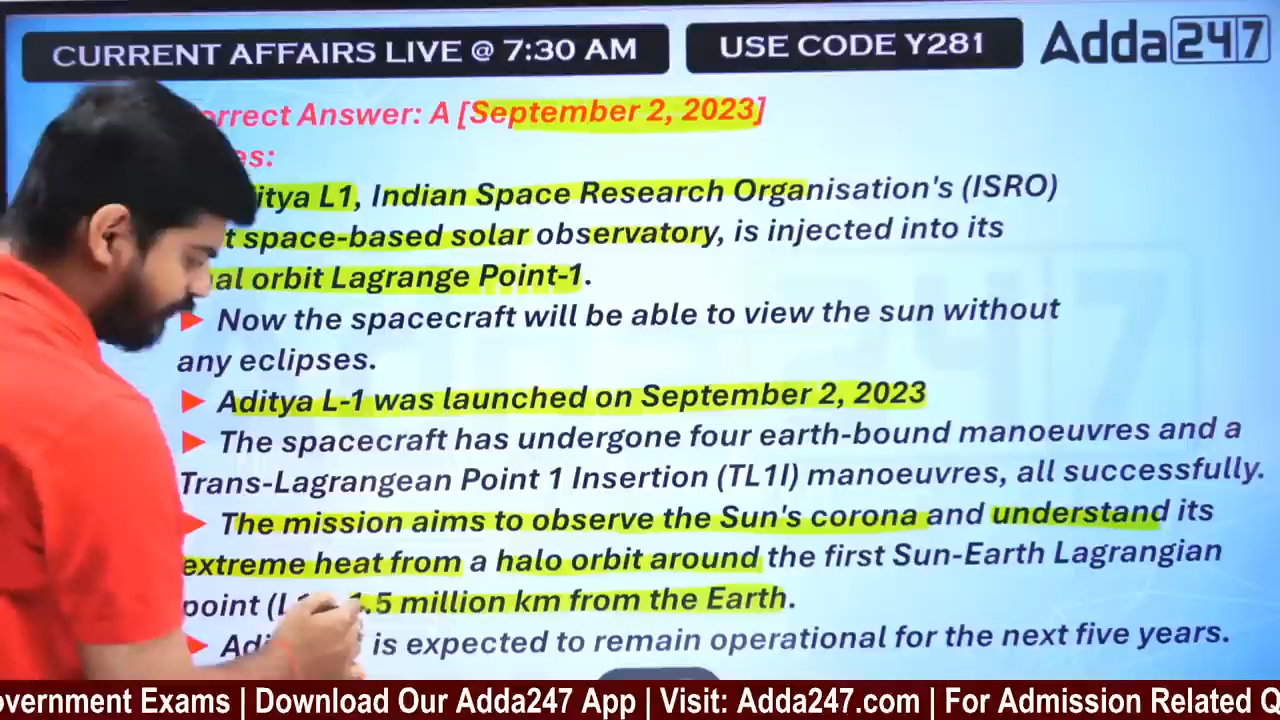 CURRENT AFFAIRS LIVE @ 7:30 AM
USE CODE Y281
Adda247
orrect Answer: A [September 2, 2023]
es:
itya L1, Indian Space Research Organisation's (ISRO)
t space-based solar observatory, is injected into its
al orbit Lagrange Point-1.
Now the spacecraft will be able to view the sun without
any eclipses.
Aditya L-1 was launched on September 2, 2023
The spacecraft has undergone four earth-bound manoeuvres and a
Trans-Lagrangean Point 1 Insertion (TL1I) manoeuvres, all successfully.
The mission aims to observe the Sun's corona and understand its
extreme heat from a halo orbit around the first Sun-Earth Lagrangian
point (L 1.5 million km from the Earth.
Adi is expected to remain operational for the next five years.
overnment Exams | Download Our Adda247 App | Visit: Adda247.com | For Admission Related Q